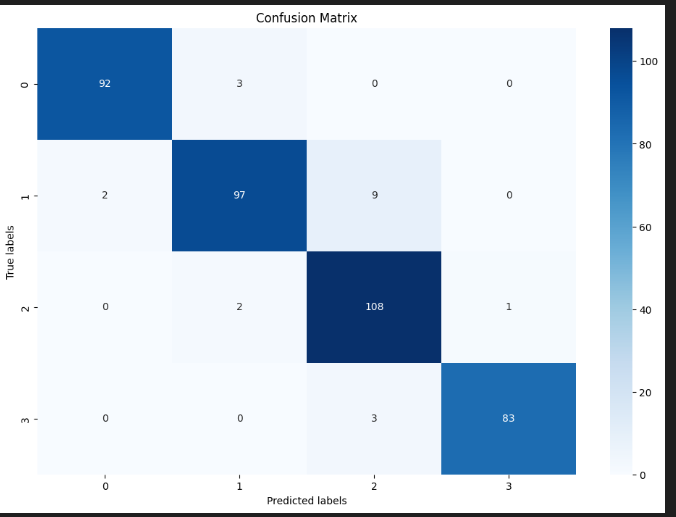 Confusion Matrix
0 92 3 0 0
1 2 97 9 0
2 0 2 108 1
3 0 0 3 83
True labels
0 1 2 3
Predicted labels
100
80
60
40
20
0